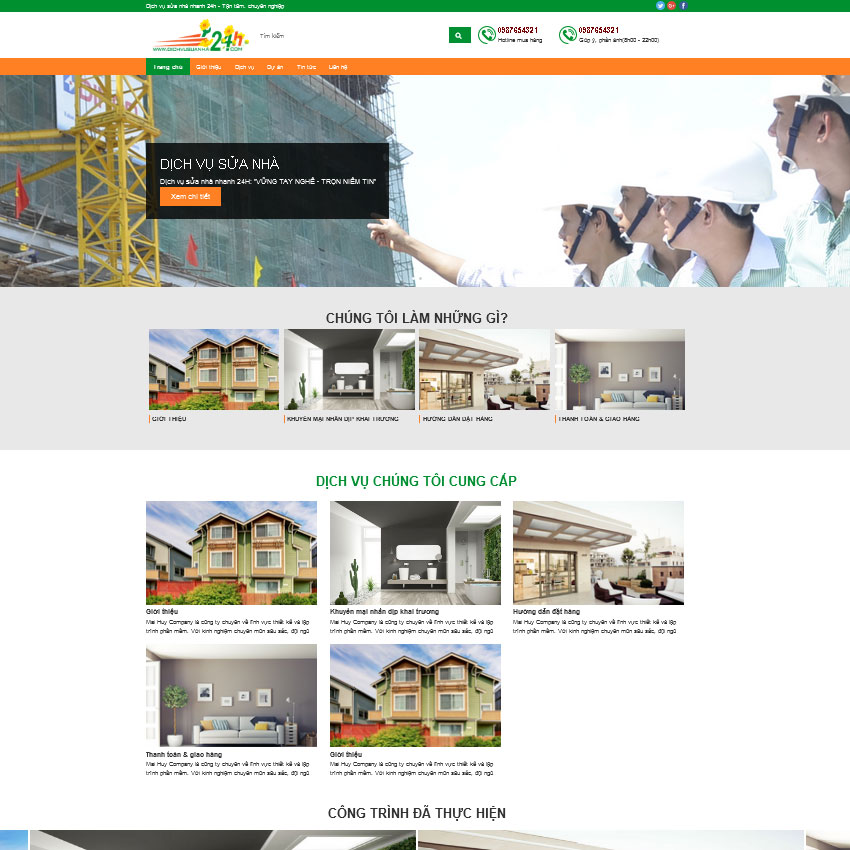 Dịch vụ sửa nhà nhanh 24h - Tận tâm, chuyên nghiệp
24h
WWW.DICHVUSUANHA24H.COM
Tìm kiếm
0987654321
Hotline mua hàng
0987654321
Góp ý, phản ánh(8h00 - 22h00)
Trang chủ Giới thiệu Dịch vụ Dự án Tin tức Liên hệ
DỊCH VỤ SỬA NHÀ
Dịch vụ sửa nhà nhanh 24H: "VỮNG TAY NGHỀ - TRỌN NIỀM TIN"
Xem chi tiết
CHÚNG TÔI LÀM NHỮNG GÌ?
GIỚI THIỆU
KHUYẾN MẠI NHÂN DỊP KHAI TRƯƠNG
HƯỚNG DẪN ĐẶT HÀNG
THANH TOÁN & GIAO HÀNG
DỊCH VỤ CHÚNG TÔI CUNG CẤP
Giới thiệu
Mai Huy Company là công ty chuyên về lĩnh vực thiết kế và lập
trình phần mềm. Với kinh nghiệm chuyên môn sâu sắc, đội ngũ
Khuyến mại nhân dịp khai trương
Mai Huy Company là công ty chuyên về lĩnh vực thiết kế và lập
trình phần mềm. Với kinh nghiệm chuyên môn sâu sắc, đội ngũ
Hướng dẫn đặt hàng
Mai Huy Company là công ty chuyên về lĩnh vực thiết kế và lập
trình phần mềm. Với kinh nghiệm chuyên môn sâu sắc, đội ngũ
Thanh toán & giao hàng
Mai Huy Company là công ty chuyên về lĩnh vực thiết kế và lập
trình phần mềm. Với kinh nghiệm chuyên môn sâu sắc, đội ngũ
Giới thiệu
Mai Huy Company là công ty chuyên về lĩnh vực thiết kế và lập
trình phần mềm. Với kinh nghiệm chuyên môn sâu sắc, đội ngũ
CÔNG TRÌNH ĐÃ THỰC HIỆN